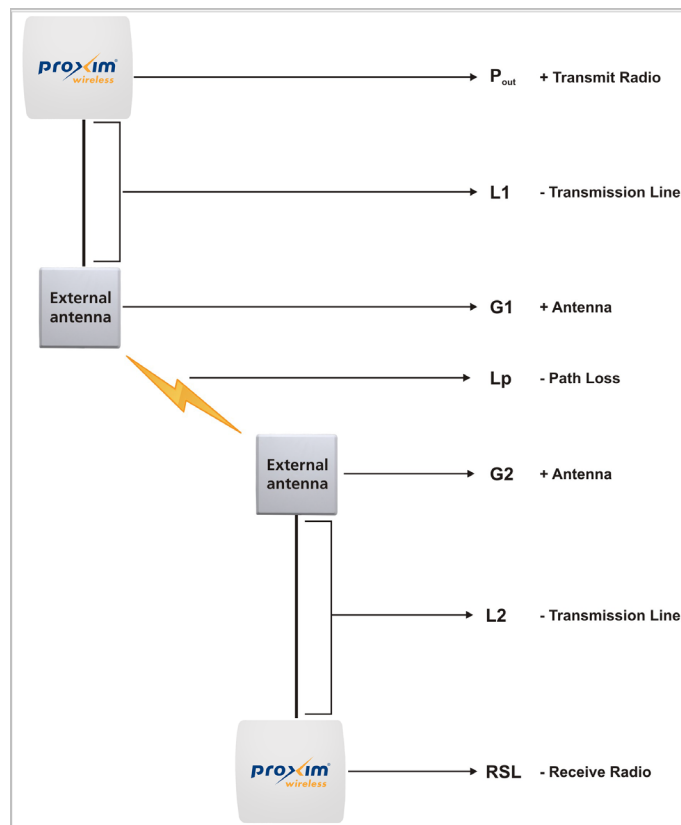 proxim®
wireless
Pout + Transmit Radio
L1 - Transmission Line
External
antenna
G1 + Antenna
Lp - Path Loss
External
antenna
G2 + Antenna
L2 - Transmission Line
proxim®
wireless
RSL - Receive Radio